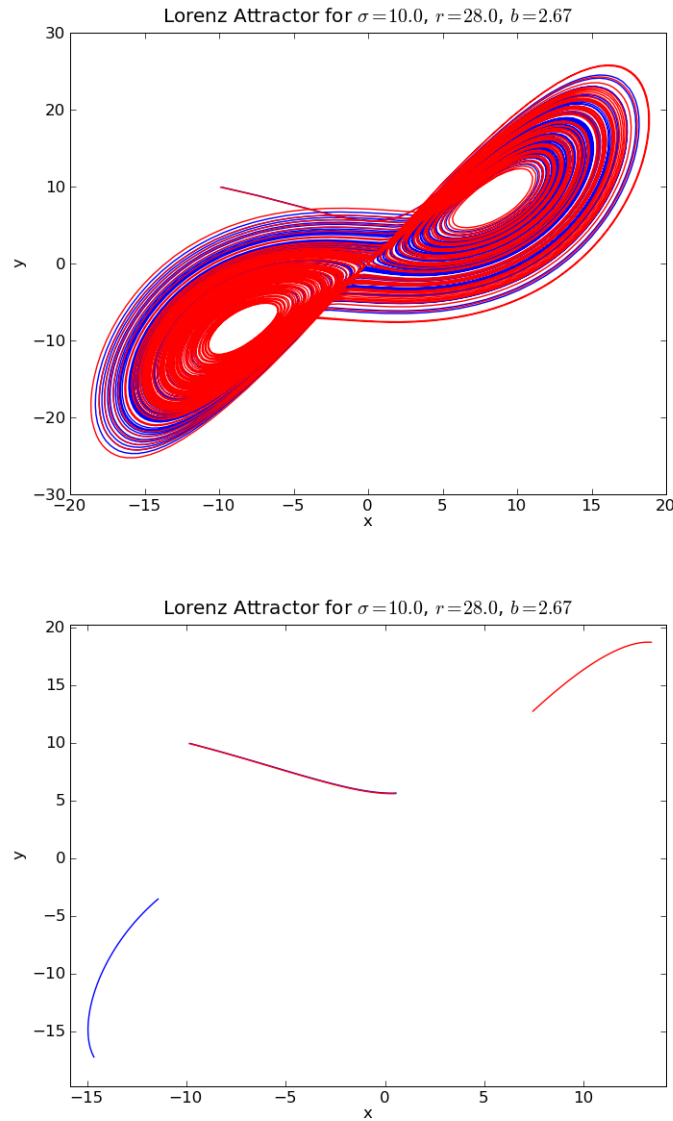 Lorenz Attractor for σ=10.0, r=28.0, b=2.67
30
20
10
0
−10
−20
−30
y
−20 −15 −10 −5 0 5 10 15 20
x
Lorenz Attractor for σ=10.0, r=28.0, b=2.67
20
15
10
5
0
−5
−10
−15
y
−15 −10 −5 0 5 10
x